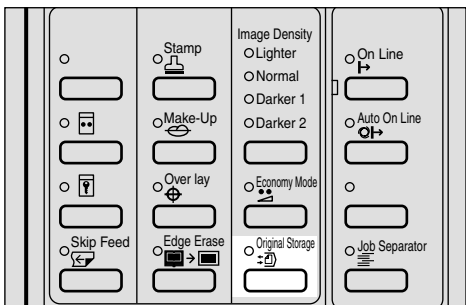 Stamp
Make-Up
Over lay
Skip Feed
Edge Erase
Image Density
Lighter
Normal
Darker 1
Darker 2
Economy Mode
Original Storage
On Line
Auto On Line
Job Separator